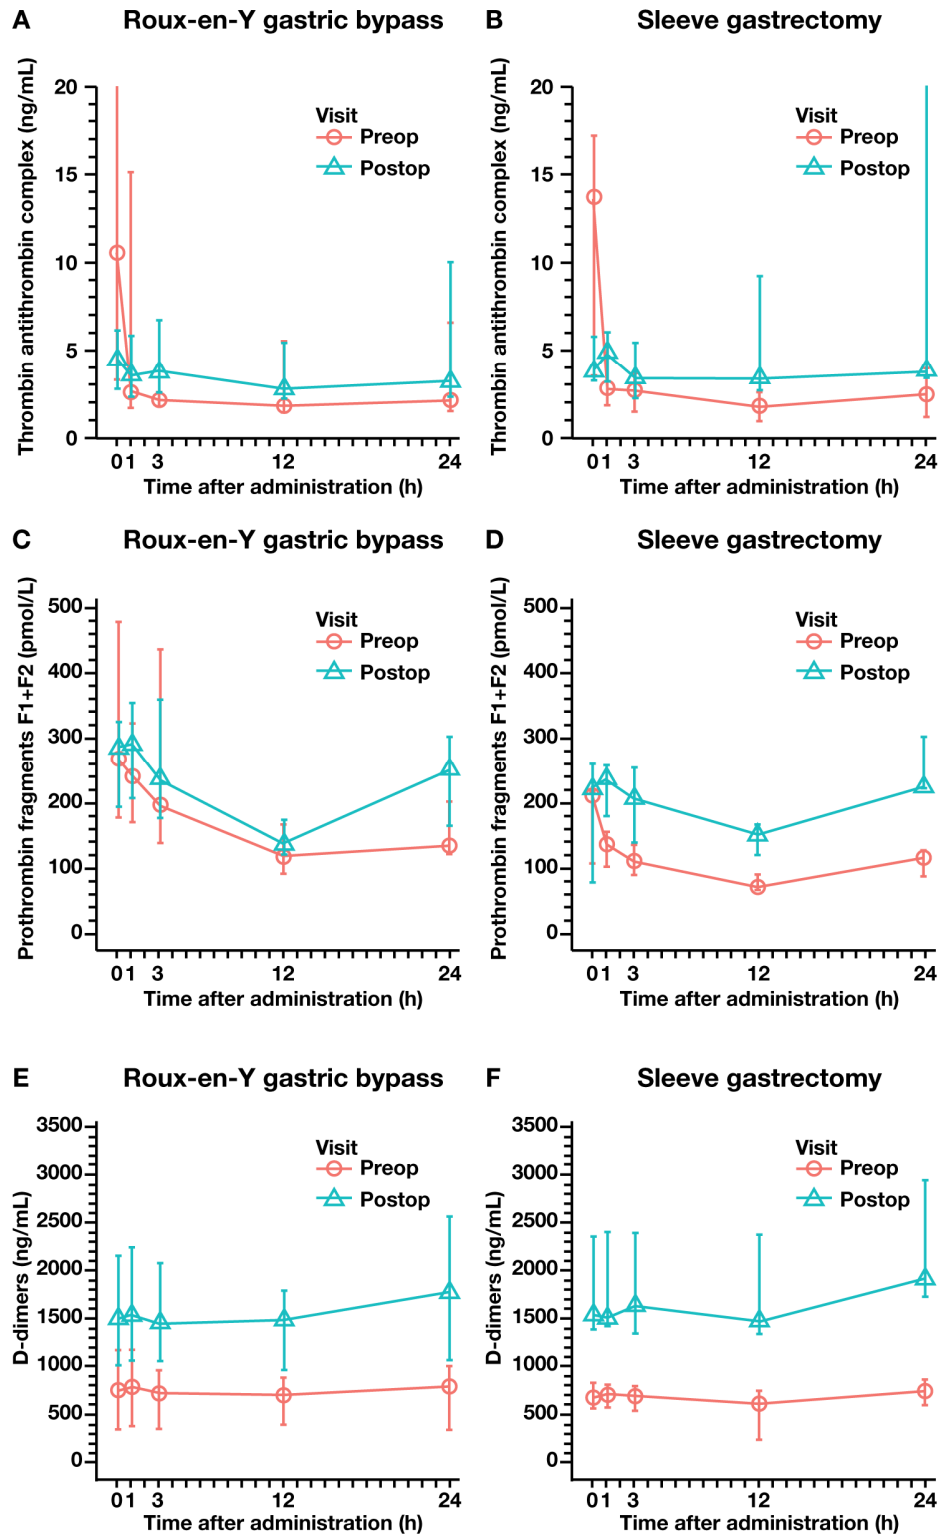 A Roux-en-Y gastric bypass
Thrombin antithrombin complex (ng/mL)
20
15
10
5
0
Visit
Preop
Postop
0 1 3 12 24
Time after administration (h)
B Sleeve gastrectomy
Thrombin antithrombin complex (ng/mL)
20
15
10
5
0
Visit
Preop
Postop
0 1 3 12 24
Time after administration (h)
C Roux-en-Y gastric bypass
Prothrombin fragments F1+F2 (pmol/L)
500
400
300
200
100
0
Visit
Preop
Postop
0 1 3 12 24
Time after administration (h)
D Sleeve gastrectomy
Prothrombin fragments F1+F2 (pmol/L)
500
400
300
200
100
0
Visit
Preop
Postop
0 1 3 12 24
Time after administration (h)
E Roux-en-Y gastric bypass
D-dimers (ng/mL)
3500
3000
2500
2000
1500
1000
500
0
Visit
Preop
Postop
0 1 3 12 24
Time after administration (h)
F Sleeve gastrectomy
D-dimers (ng/mL)
3500
3000
2500
2000
1500
1000
500
0
Visit
Preop
Postop
0 1 3 12 24
Time after administration (h)